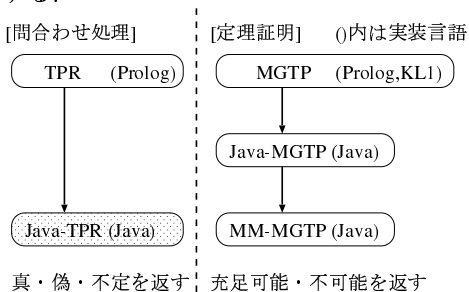 [問合わせ処理] [定理証明] ()内は実装言語
TPR (Prolog) MGTP (Prolog,KL1)
Java-MGTP (Java)
Java-TPR (Java) MM-MGTP (Java)
真・偽・不定を返す 充足可能・不可能を返す